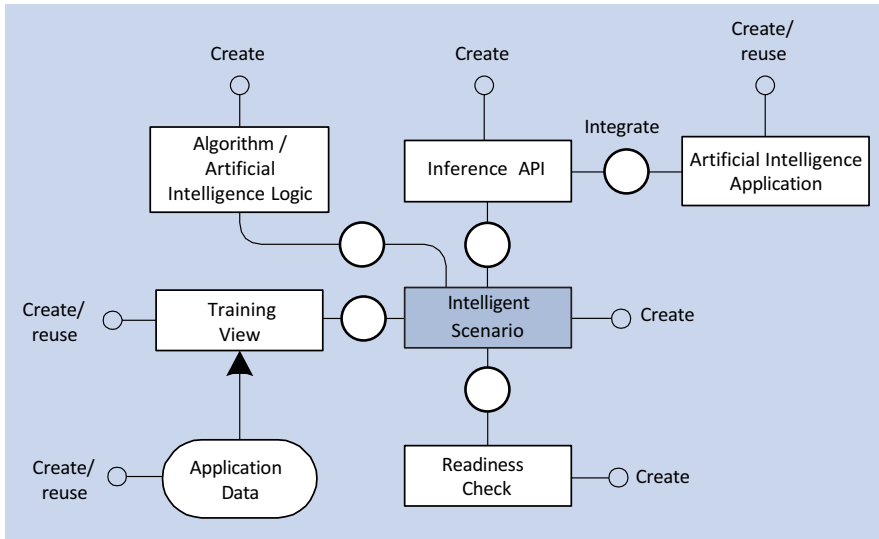 Create
Create
Create/
reuse
Algorithm /
Artificial
Intelligence Logic
Inference API
Integrate
Artificial Intelligence
Application
Create/
reuse
Training
View
Intelligent
Scenario
Create
Create/
reuse
Application
Data
Readiness
Check
Create